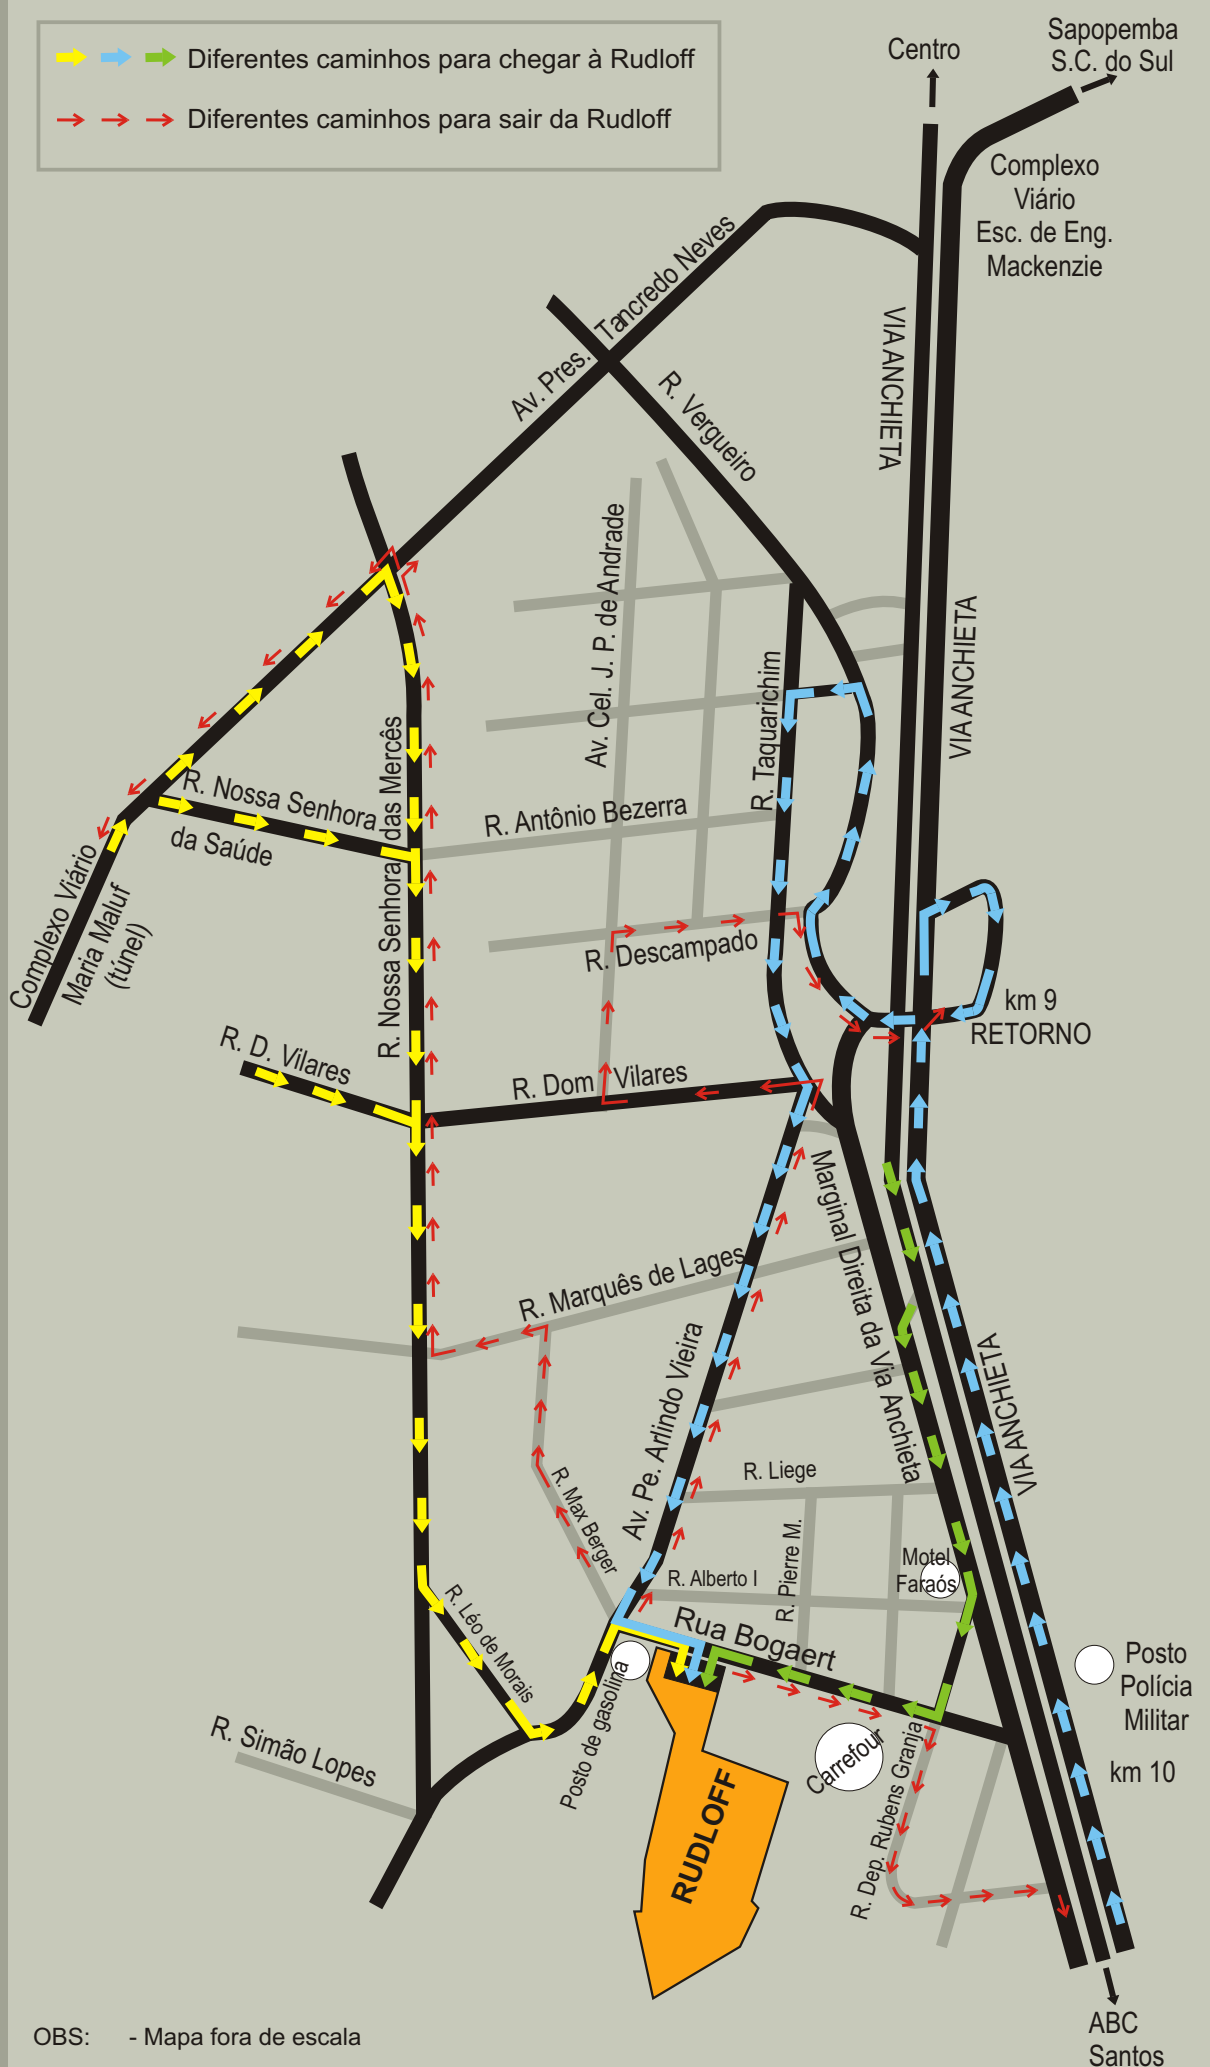 Diferentes caminhos para chegar à Rudloff
Diferentes caminhos para sair da Rudloff
Centro
Sapopemba
S.C. do Sul
Complexo
Viário
Esc. de Eng.
Mackenzie
Av. Pres. Tancredo Neves
R. Vergueiro
VIA ANCHIETA
VIA ANCHIETA
Av. Cel. J. P. de Andrade
R. Taquarichim
R. Nossa Senhora
da Saúde
R. Nossa Senhora das Mercês
R. Antônio Bezerra
Complexo Viário
Maria Maluf
(túnel)
R. Descampado
km 9
RETORNO
R. D. Vilares
R. Dom Vilares
Marginal Direita da Via Anchieta
R. Marquês de Lages
Av. Pe. Arlindo Vieira
VIA ANCHIETA
R. Max Berger
R. Liege
R. Pierre M.
Motel
Faraós
R. Alberto I
R. Léo de Morais
Rua Bogaert
Posto de gasolina
Posto
Polícia
Militar
km 10
R. Simão Lopes
Carrefour
R. Dep. Rubens Granja
RUDLOFF
ABC
Santos
OBS: - Mapa fora de escala